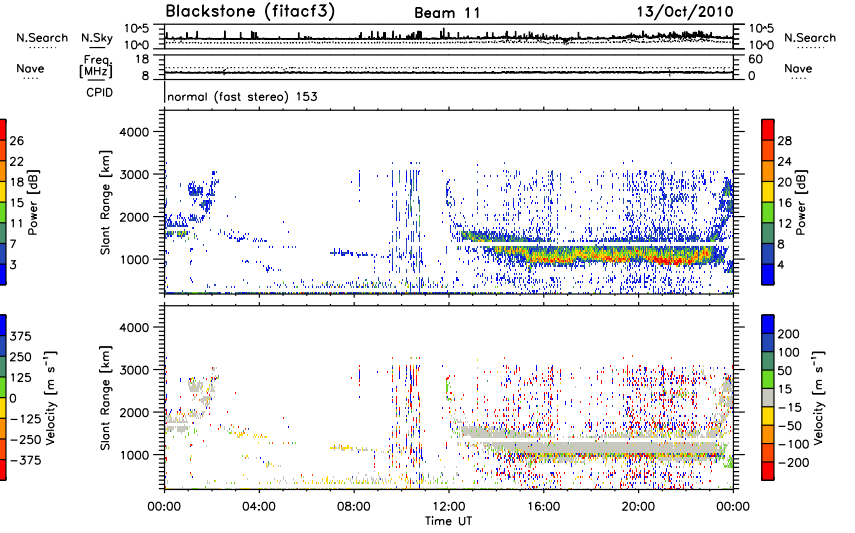 Blackstone (fitacf3) Beam 11 13/Oct/2010
N.Search N.Sky 10^5 10^0 10^5 10^0 N.Search
Nave Freq. [MHz] 18 8 60 0 Nave
CPID normal (fast stereo) 153
Slant Range [km] 4000 3000 2000 1000
Power [dB] 26 22 18 15 11 7 3
Power [dB] 28 24 20 16 12 8 4
Slant Range [km] 4000 3000 2000 1000
Velocity [m s⁻¹] 375 250 125 0 −125 −250 −375
Velocity [m s⁻¹] 200 100 50 15 −15 −50 −100 −200
00:00 04:00 08:00 12:00 16:00 20:00 00:00
Time UT